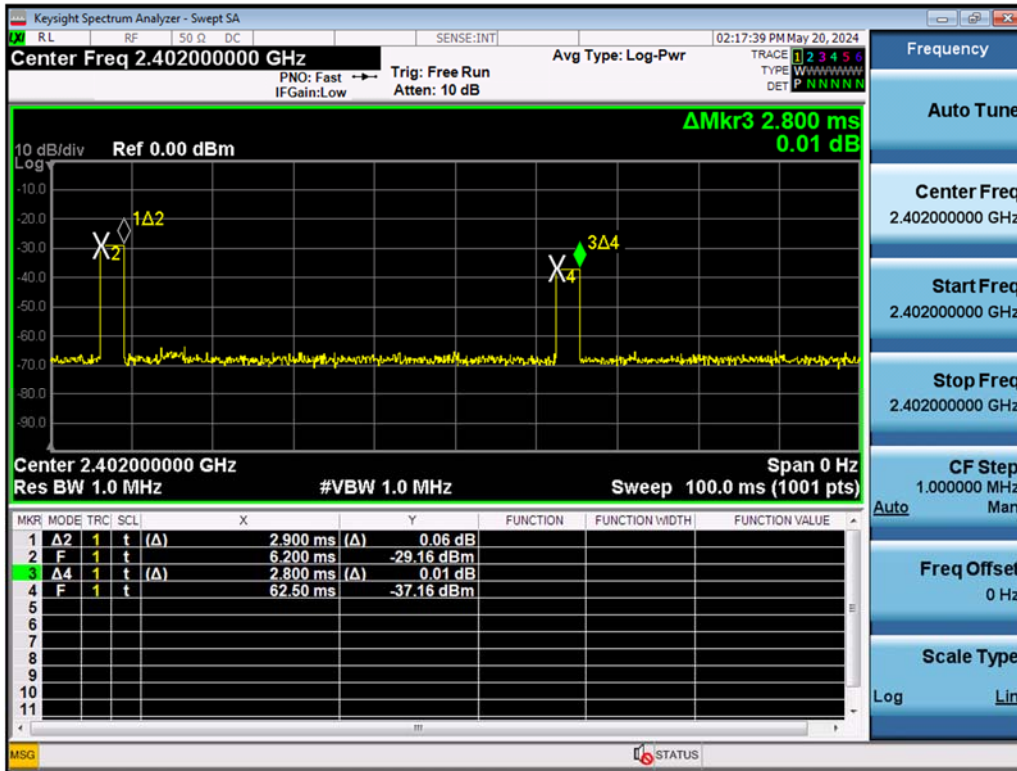 Keysight Spectrum Analyzer - Swept SA
LXI RL RF 50 Ω DC SENSE:INT 02:17:39 PM May 20, 2024
Center Freq 2.402000000 GHz
PNO: Fast
IFGain:Low
Trig: Free Run
Atten: 10 dB
Avg Type: Log-Pwr
TRACE 1 2 3 4 5 6
TYPE WWWWWW
DET P N N N N N
ΔMkr3 2.800 ms
0.01 dB
10 dB/div Ref 0.00 dBm
Log
-10.0
-20.0
-30.0
-40.0
-50.0
-60.0
-70.0
-80.0
-90.0
1Δ2
X2
3Δ4
X4
Center 2.402000000 GHz Span 0 Hz
Res BW 1.0 MHz #VBW 1.0 MHz Sweep 100.0 ms (1001 pts)
MKR MODE TRC SCL X Y FUNCTION FUNCTION WIDTH FUNCTION VALUE
1 Δ2 1 t (Δ) 2.900 ms (Δ) 0.06 dB
2 F 1 t 6.200 ms -29.16 dBm
3 Δ4 1 t (Δ) 2.800 ms (Δ) 0.01 dB
4 F 1 t 62.50 ms -37.16 dBm
5
6
7
8
9
10
11
MSG STATUS
Frequency
Auto Tune
Center Freq
2.402000000 GHz
Start Freq
2.402000000 GHz
Stop Freq
2.402000000 GHz
CF Step
1.000000 MHz
Auto Man
Freq Offset
0 Hz
Scale Type
Log Lin